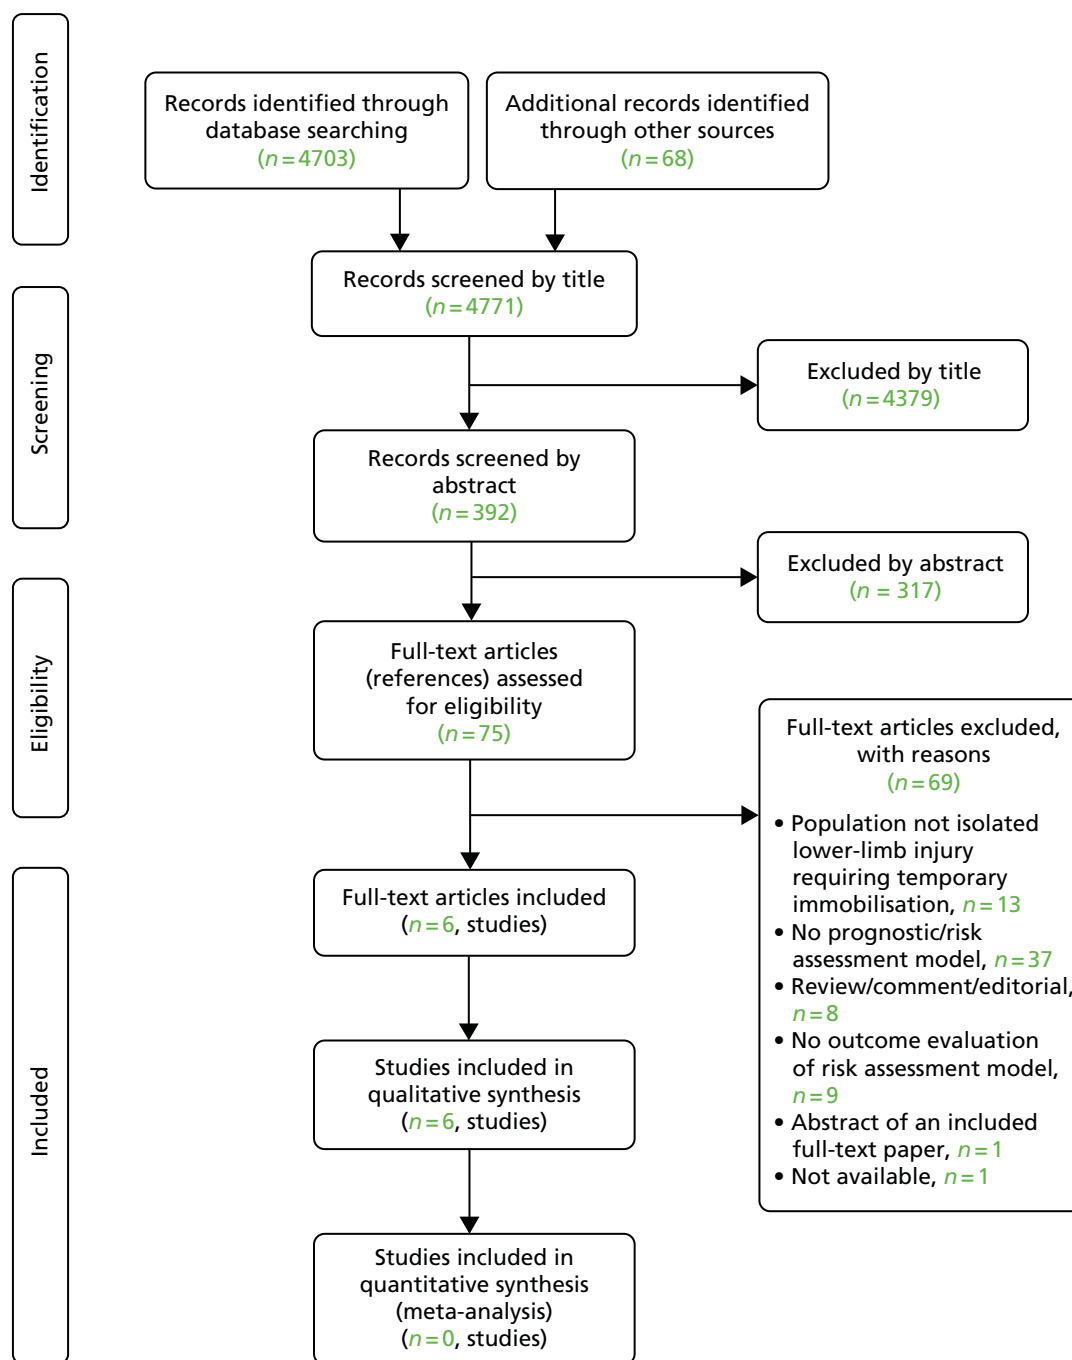 Identification
Records identified through
database searching
(n=4703)
Additional records identified
through other sources
(n=68)
Records screened by title
(n=4771)
Screening
Excluded by title
(n=4379)
Records screened by
abstract
(n=392)
Excluded by abstract
(n = 317)
Eligibility
Full-text articles
(references) assessed
for eligibility
(n=75)
Full-text articles excluded,
with reasons
(n=69)
• Population not isolated
lower-limb injury
requiring temporary
immobilisation, n=13
• No prognostic/risk
assessment model, n=37
• Review/comment/editorial,
n=8
• No outcome evaluation
of risk assessment model,
n=9
• Abstract of an included
full-text paper, n=1
• Not available, n=1
Included
Full-text articles included
(n=6, studies)
Studies included in
qualitative synthesis
(n=6, studies)
Studies included in
quantitative synthesis
(meta-analysis)
(n=0, studies)